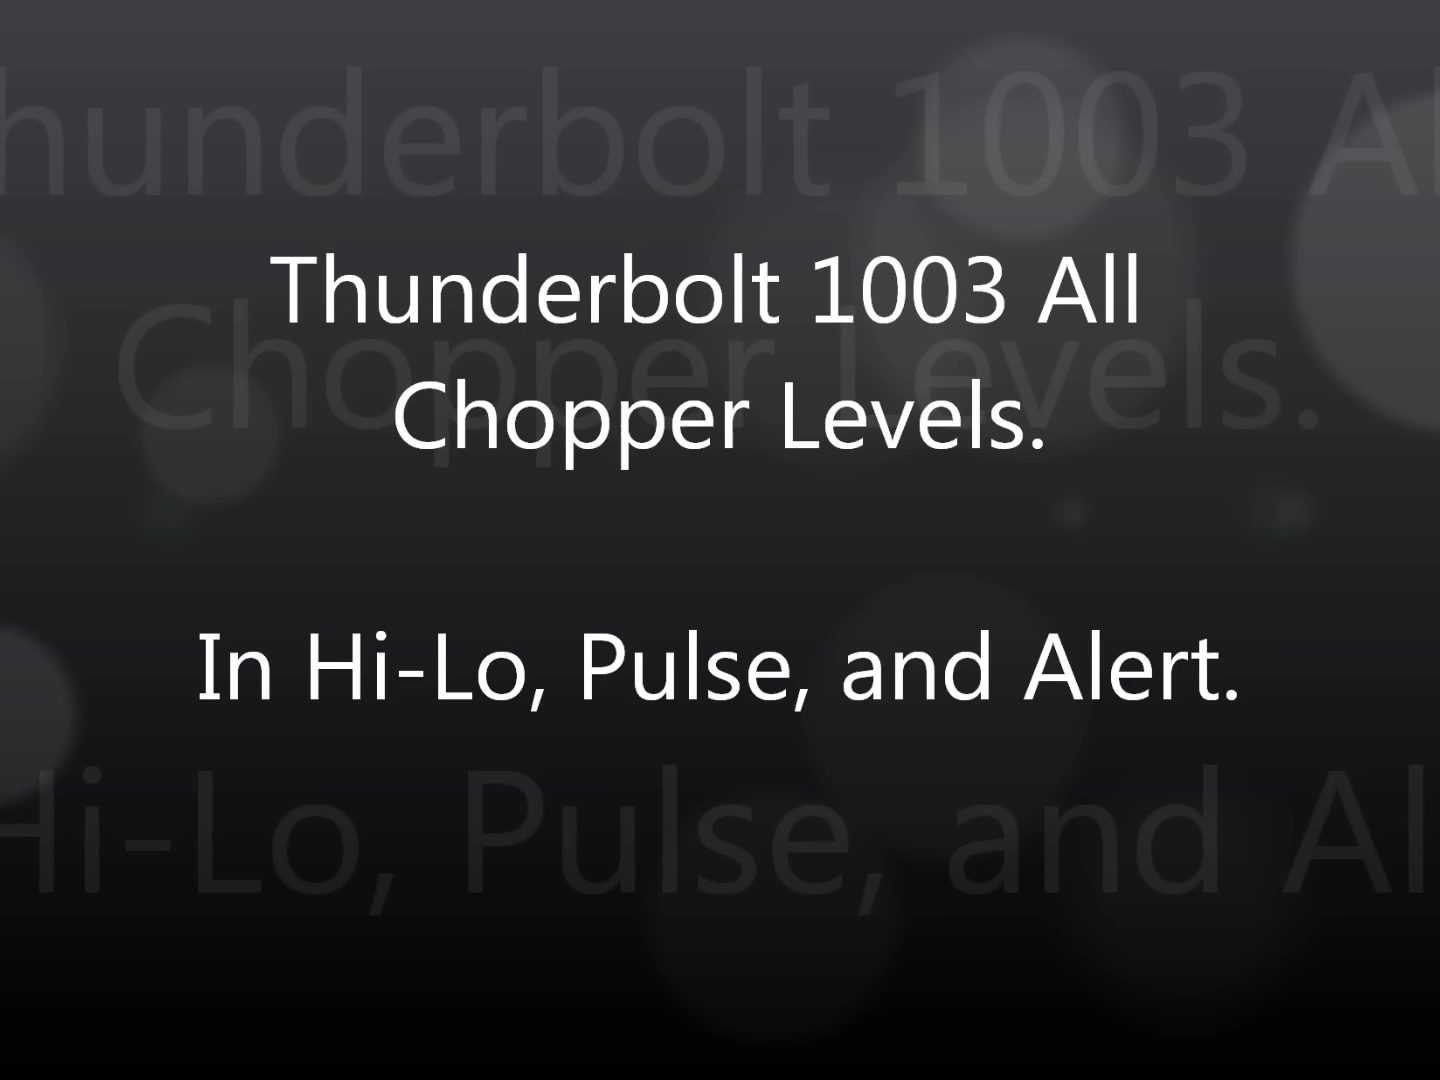 Thunderbolt 1003 All
Chopper Levels.
In Hi-Lo, Pulse, and Alert.